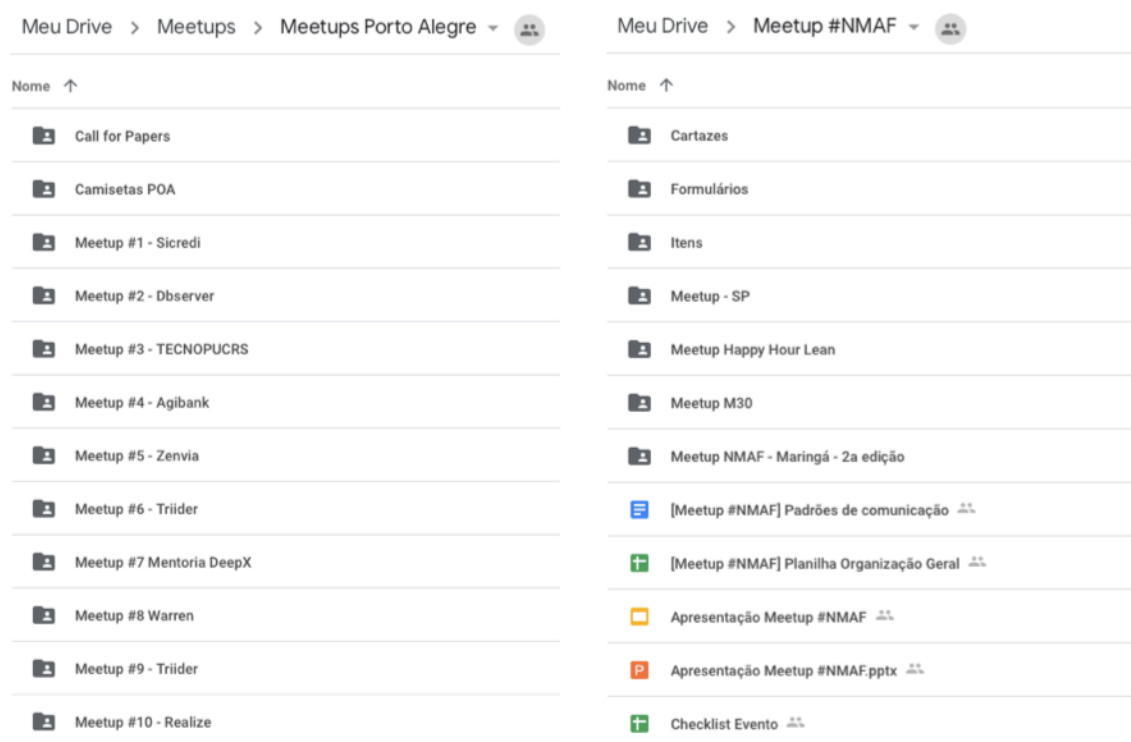 Meu Drive > Meetups > Meetups Porto Alegre
Nome
Call for Papers
Camisetas POA
Meetup #1 - Sicredi
Meetup #2 - Dbserver
Meetup #3 - TECNOPUCRS
Meetup #4 - Agibank
Meetup #5 - Zenvia
Meetup #6 - Triider
Meetup #7 Mentoria DeepX
Meetup #8 Warren
Meetup #9 - Triider
Meetup #10 - Realize
Meu Drive > Meetup #NMAF
Nome
Cartazes
Formulários
Itens
Meetup - SP
Meetup Happy Hour Lean
Meetup M30
Meetup NMAF - Maringá - 2a edição
[Meetup #NMAF] Padrões de comunicação
[Meetup #NMAF] Planilha Organização Geral
Apresentação Meetup #NMAF
P Apresentação Meetup #NMAF.pptx
Checklist Evento